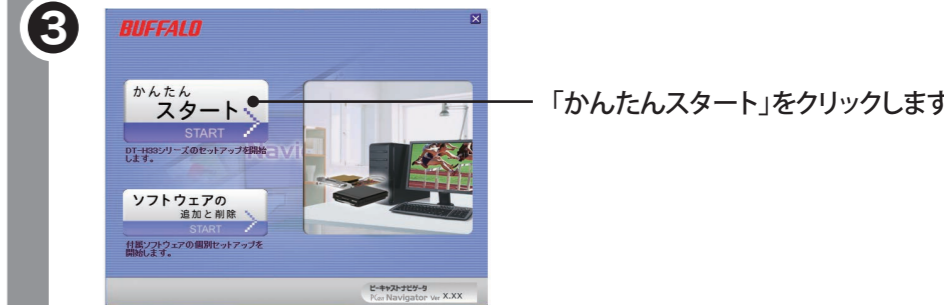 3
BUFFALO
かんたん
スタート
START
DT-H33シリーズのセットアップを開始
します。
「かんたんスタート」をクリックします
Navi
ソフトウェアの
追加と削除
START
付属ソフトウェアの個別セットアップを
開始します。
ピーキャストナビゲータ
Navigator Ver X.XX